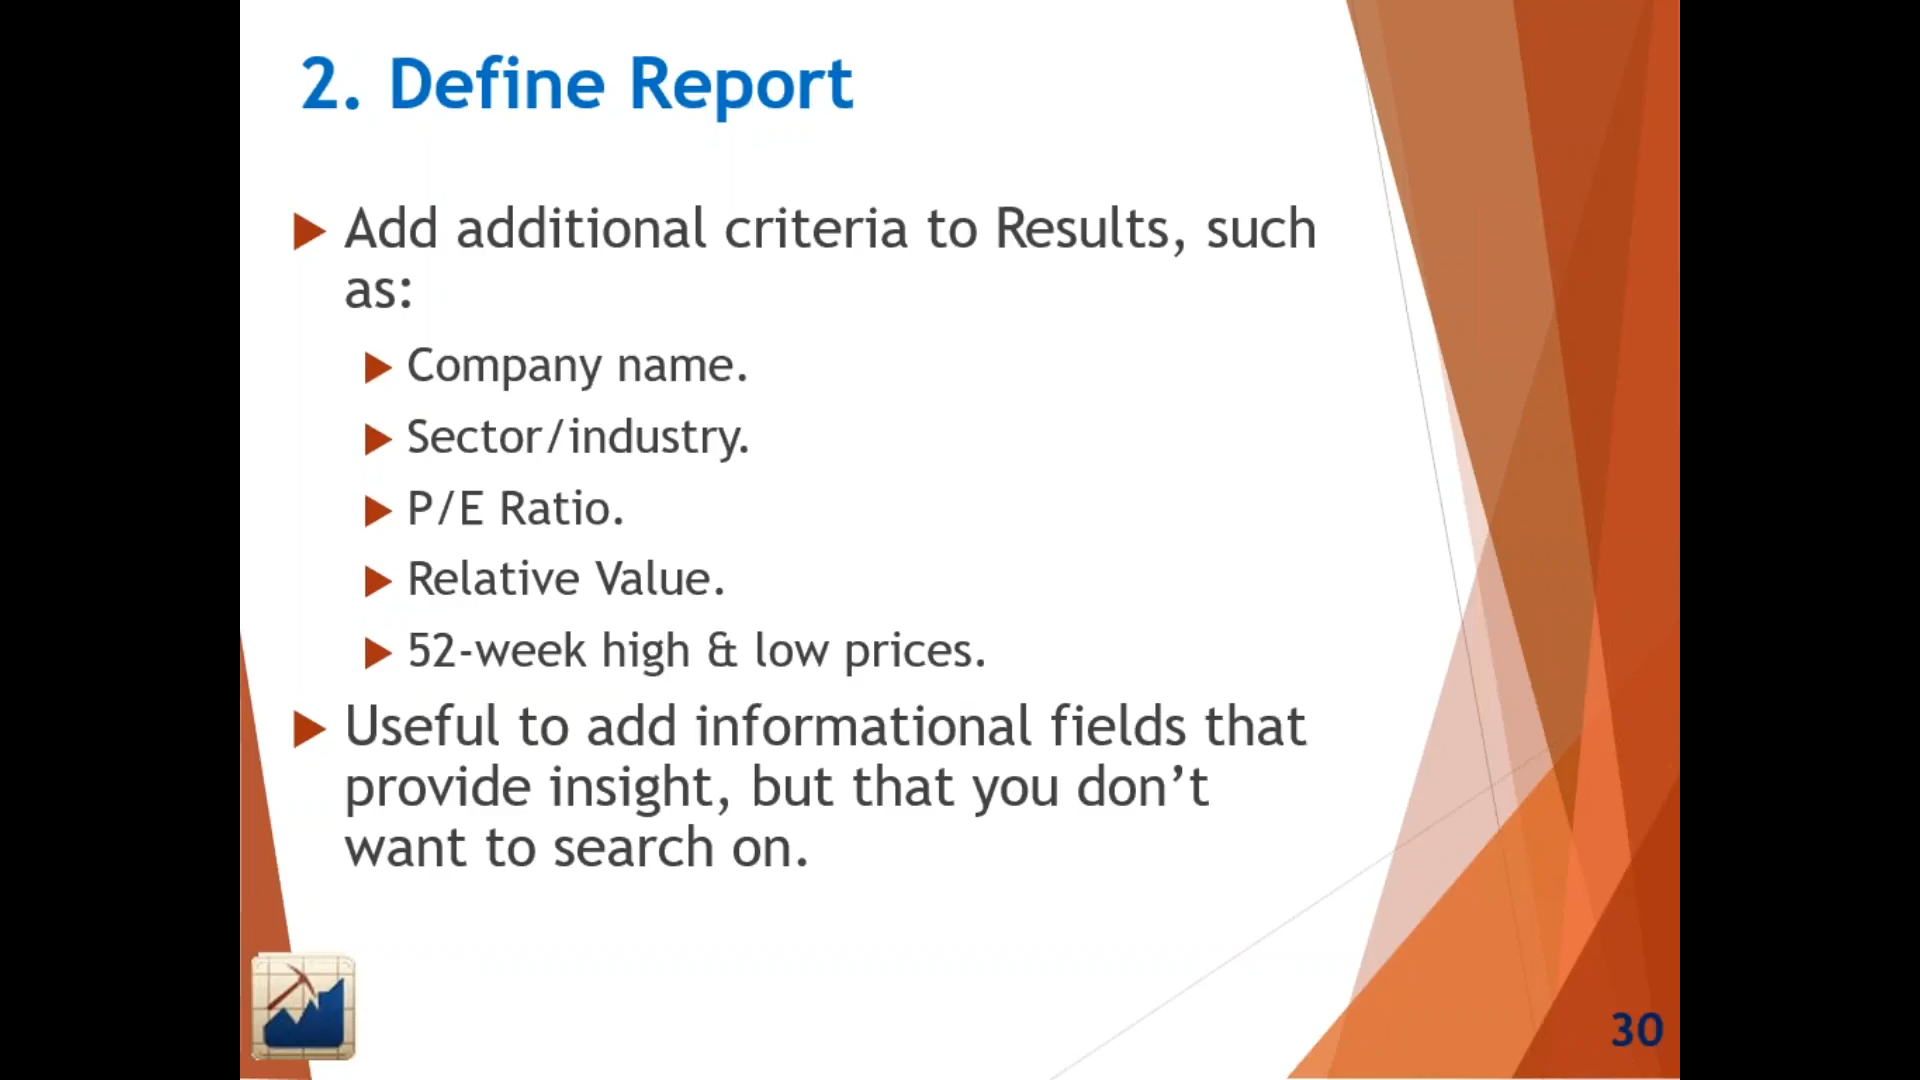 2. Define Report
Add additional criteria to Results, such
as:
Company name.
Sector/industry.
P/E Ratio.
Relative Value.
52-week high & low prices.
Useful to add informational fields that
provide insight, but that you don’t
want to search on.
30